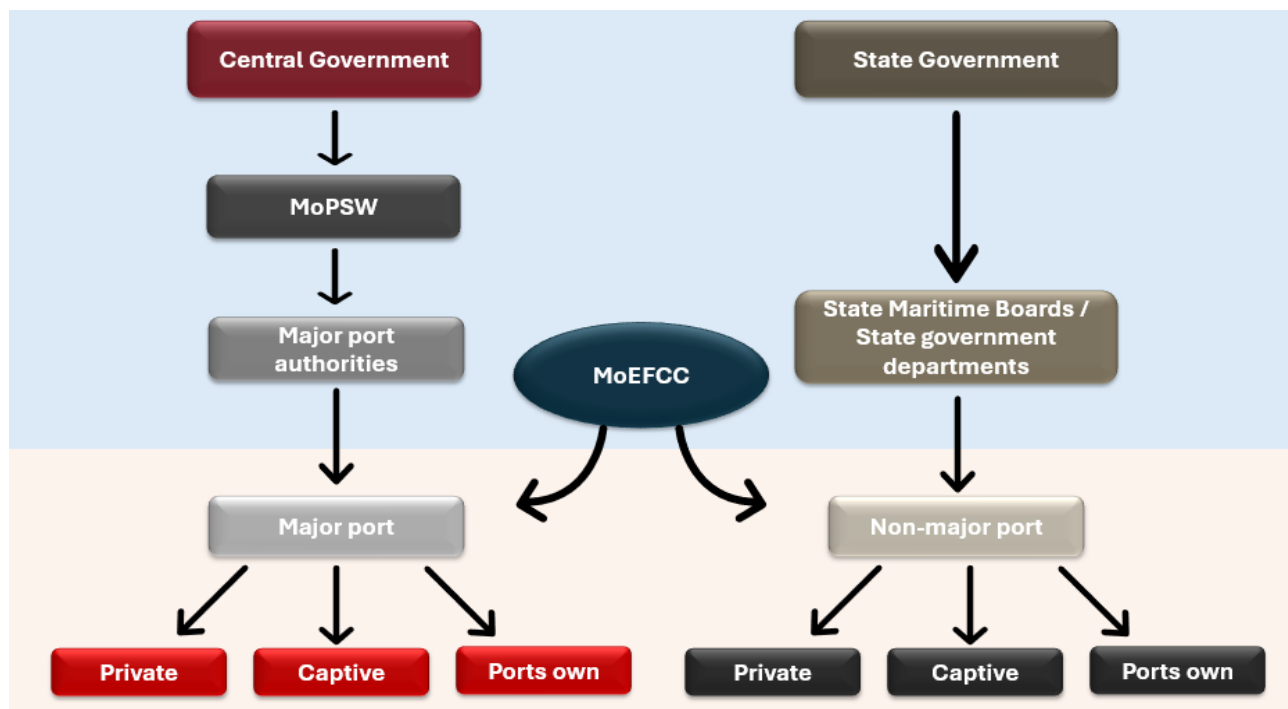 Central Government
State Government
MoPSW
Major port
authorities
MoEFCC
State Maritime Boards /
State government
departments
Major port
Non-major port
Private
Captive
Ports own
Private
Captive
Ports own